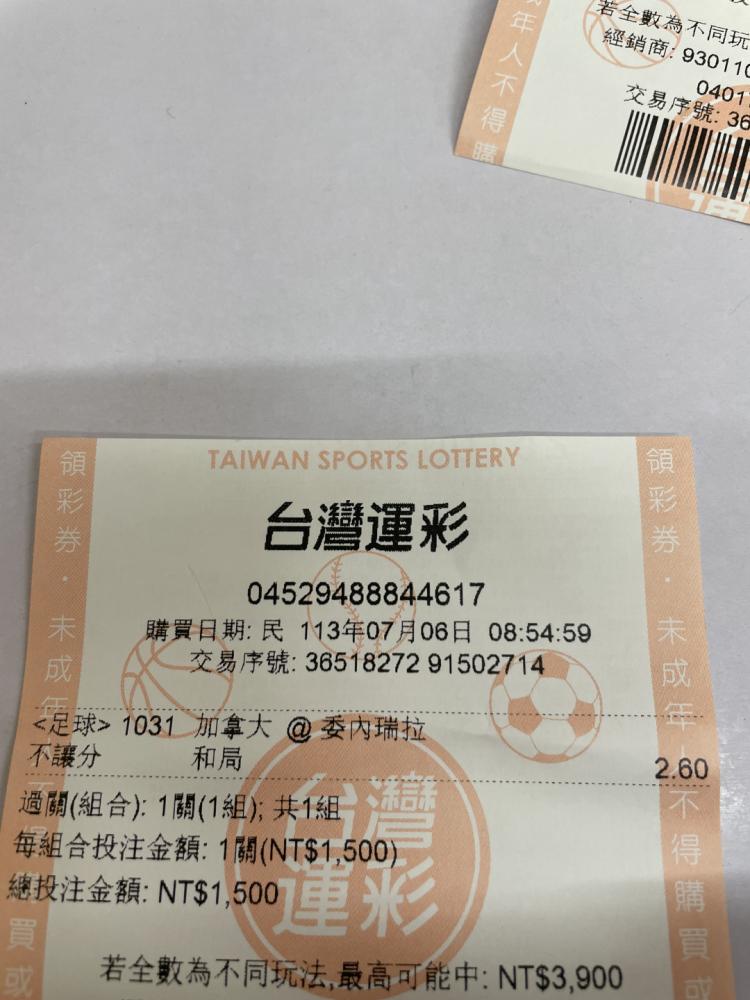 年人不得購
若全數為不同玩
經銷商: 930110
0401
交易序號: 36
TAIWAN SPORTS LOTTERY
台灣運彩
04529488844617
購買日期: 民 113年07月06日 08:54:59
交易序號: 36518272 91502714
<足球> 1031 加拿大 @ 委內瑞拉
不讓分 和局 2.60
過關(組合): 1關(1組); 共1組
每組合投注金額: 1關(NT$1,500)
總投注金額: NT$1,500
台灣運彩
若全數為不同玩法,最高可能中: NT$3,900
領彩券・未成年
買或
領彩券・未成年人不得購買或